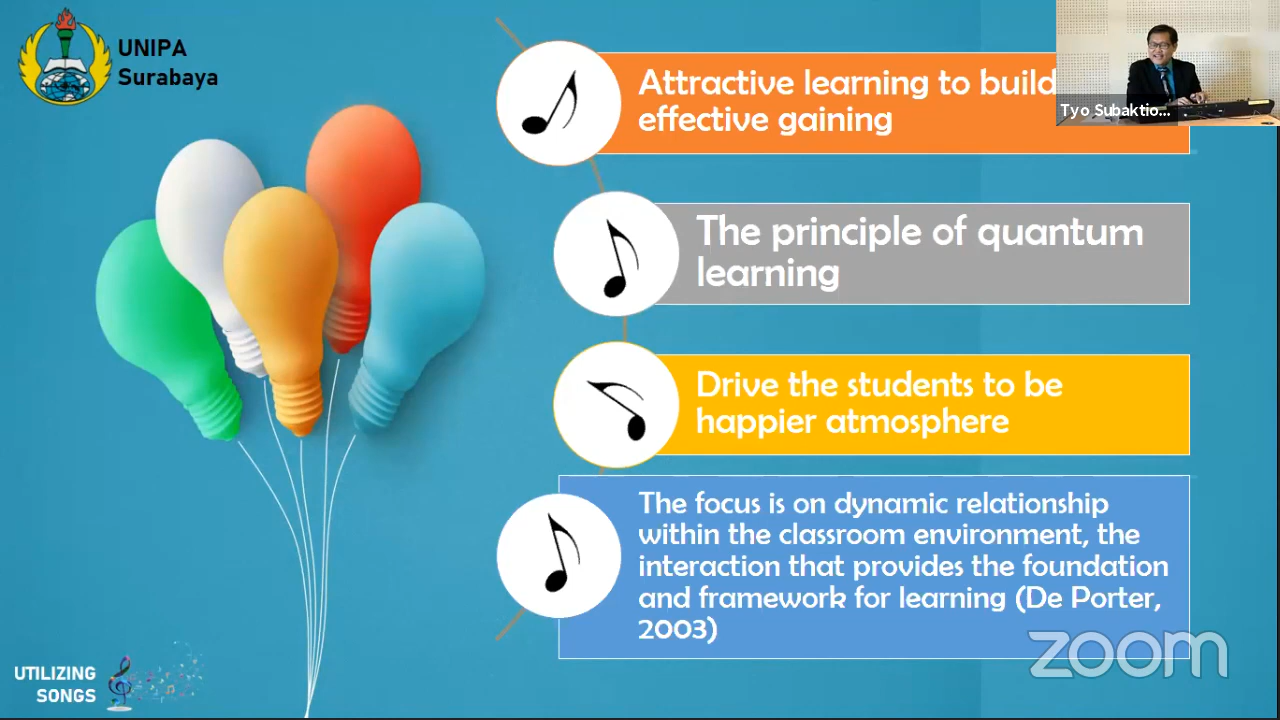 UNIPA
Surabaya
Attractive learning to build
effective gaining
Tyo Subaktio...
The principle of quantum
learning
Drive the students to be
happier atmosphere
The focus is on dynamic relationship
within the classroom environment, the
interaction that provides the foundation
and framework for learning (De Porter,
2003)
zoom
UTILIZING
SONGS